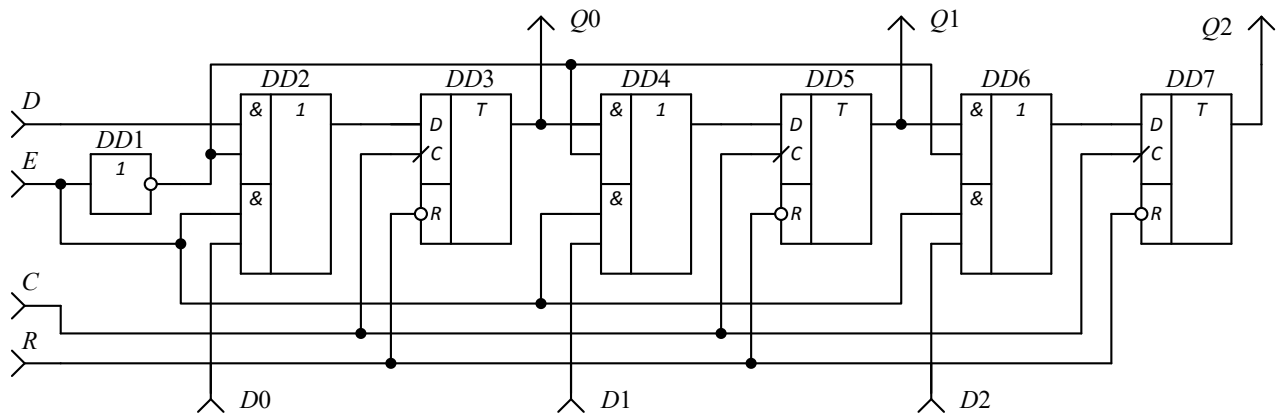 Q0 Q1 Q2
DD2 DD3 DD4 DD5 DD6 DD7
& 1 T & 1 T & 1 T
D D D D
DD1
E 1 C C C
& & &
R R R
C
R
D0 D1 D2